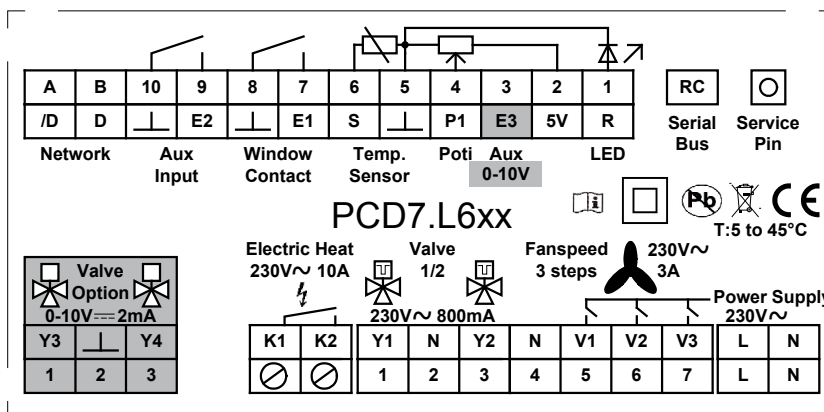 A B 10 9 8 7 6 5 4 3 2 1 RC
/D D ⊥ E2 ⊥ E1 S ⊥ P1 E3 5V R
Network Aux Input Window Contact Temp. Sensor Poti Aux 0-10V LED Serial Bus Service Pin
PCD7.L6xx
i Pb CE
T:5 to 45°C
Electric Heat
230V~ 10A
Valve
1/2
230V~ 800mA
Fanspeed
3 steps
230V~
3A
Power Supply
230V~
Valve
Option
0-10V⎓2mA
Y3 ⊥ Y4
1 2 3
K1 K2 Y1 N Y2 N V1 V2 V3 L N
1 2 3 4 5 6 7 L N